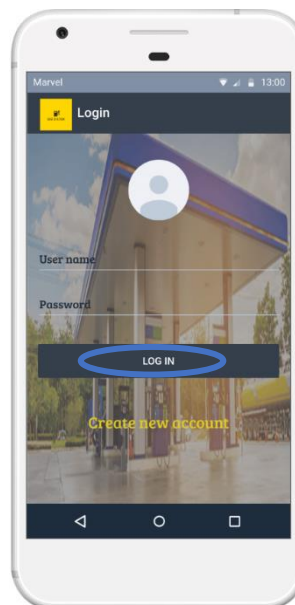 Marvel 13:00
Login
User name
Password
LOG IN
Create new account